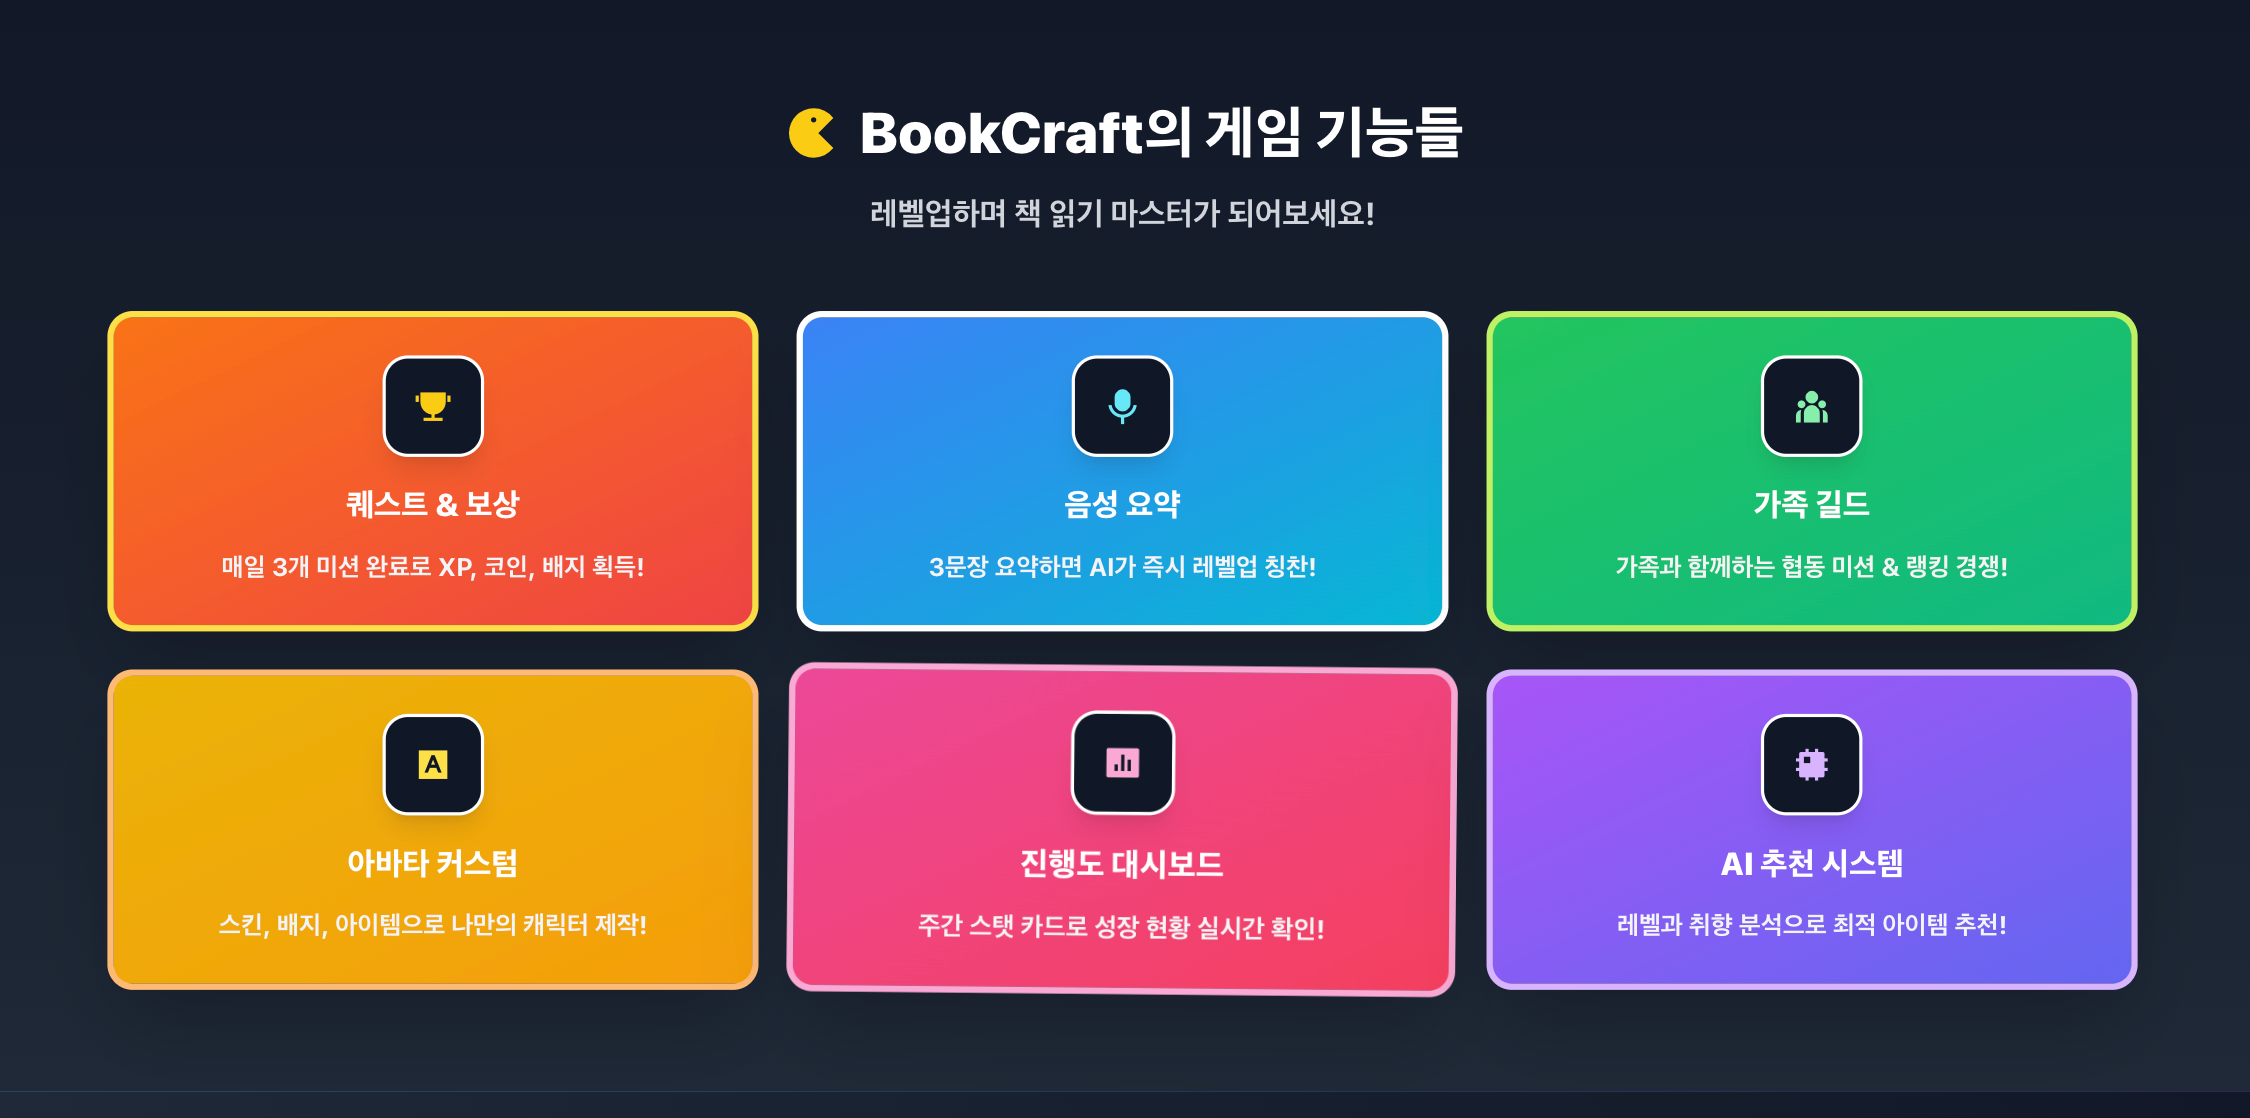 BookCraft의 게임 기능들
레벨업하며 책 읽기 마스터가 되어보세요!
퀘스트 & 보상
매일 3개 미션 완료로 XP, 코인, 배지 획득!
음성 요약
3문장 요약하면 AI가 즉시 레벨업 칭찬!
가족 길드
가족과 함께하는 협동 미션 & 랭킹 경쟁!
A
아바타 커스텀
스킨, 배지, 아이템으로 나만의 캐릭터 제작!
진행도 대시보드
주간 스탯 카드로 성장 현황 실시간 확인!
AI 추천 시스템
레벨과 취향 분석으로 최적 아이템 추천!